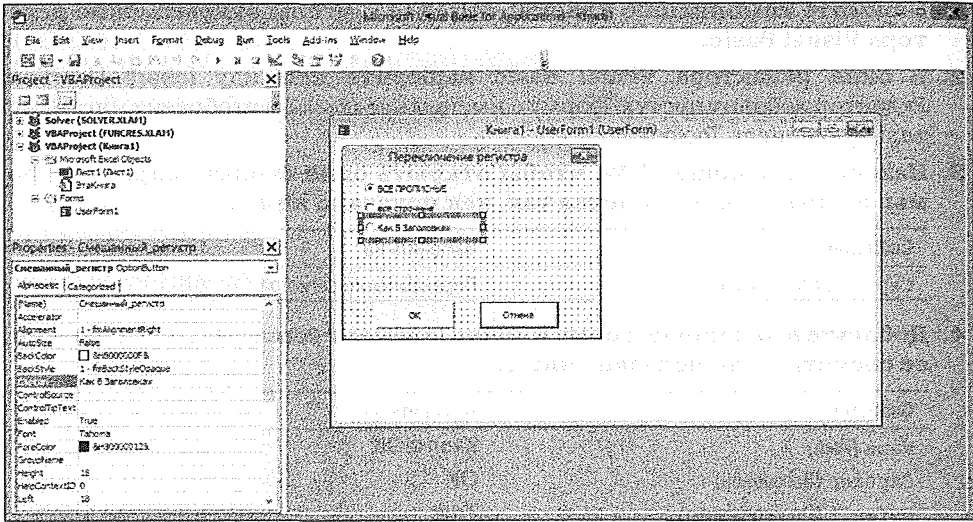 Microsoft Visual Basic for Applications - Книга1
File Edit View Insert Format Debug Run Tools Add-Ins Window Help
Project - VBAProject
Solver (SOLVER.XLAM)
VBAProject (FUNCRES.XLAM)
VBAProject (Книга1)
Microsoft Excel Objects
Лист1 (Лист1)
ЭтаКнига
Forms
UserForm1
Properties - Смешанный_регистр
Смешанный_регистр OptionButton
Alphabetic Categorized
(Name) Смешанный_регистр
Accelerator
Alignment 1 - fmAlignmentRight
AutoSize False
BackColor &H8000000F&
BackStyle 1 - fmBackStyleOpaque
Как В Заголовках
ControlSource
ControlTipText
Enabled True
Font Tahoma
ForeColor &H80000012&
GroupName
Height 18
HelpContextID 0
Left 18
Книга1 - UserForm1 (UserForm)
Переключение регистра
ВСЕ ПРОПИСНЫЕ
все строчные
Как В Заголовках
ОК
Отмена
тора Visual Basic